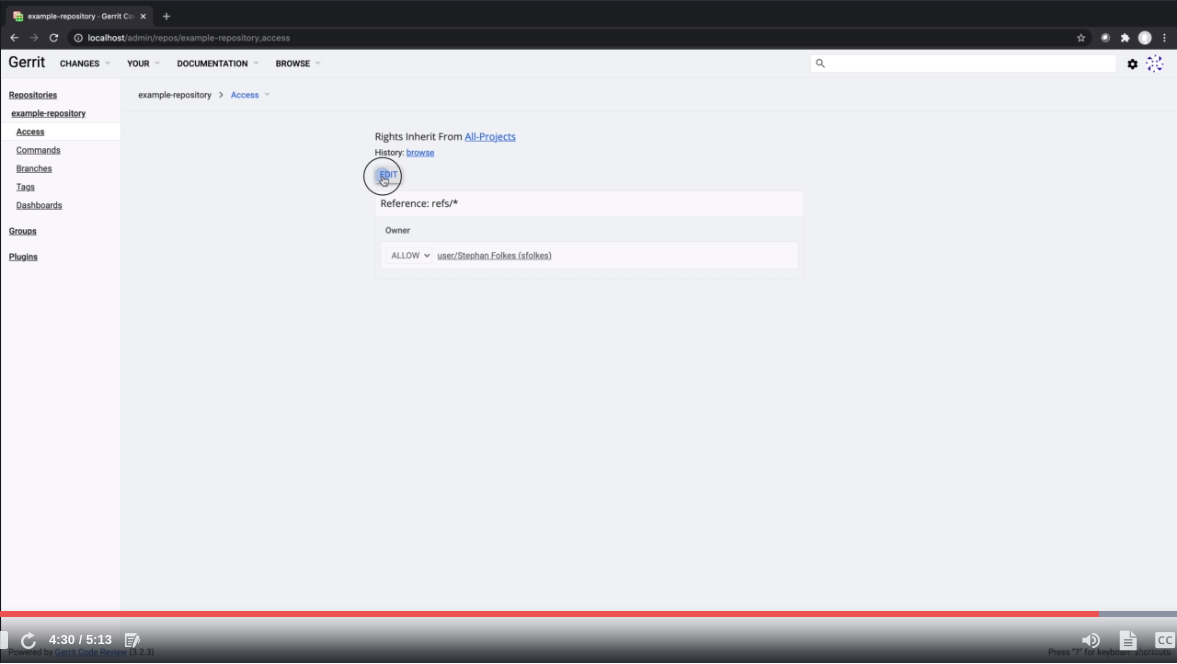 example-repository · Gerrit Co
localhost/admin/repos/example-repository,access
Gerrit CHANGES YOUR DOCUMENTATION BROWSE
Repositories
example-repository
Access
Commands
Branches
Tags
Dashboards
Groups
Plugins
example-repository > Access
Rights Inherit From All-Projects
History: browse
EDIT
Reference: refs/*
Owner
ALLOW user/Stephan Folkes (sfolkes)
4:30 / 5:13
CC
Powered by Gerrit Code Review (3.2.3)
Press "?" for keyboard shortcuts